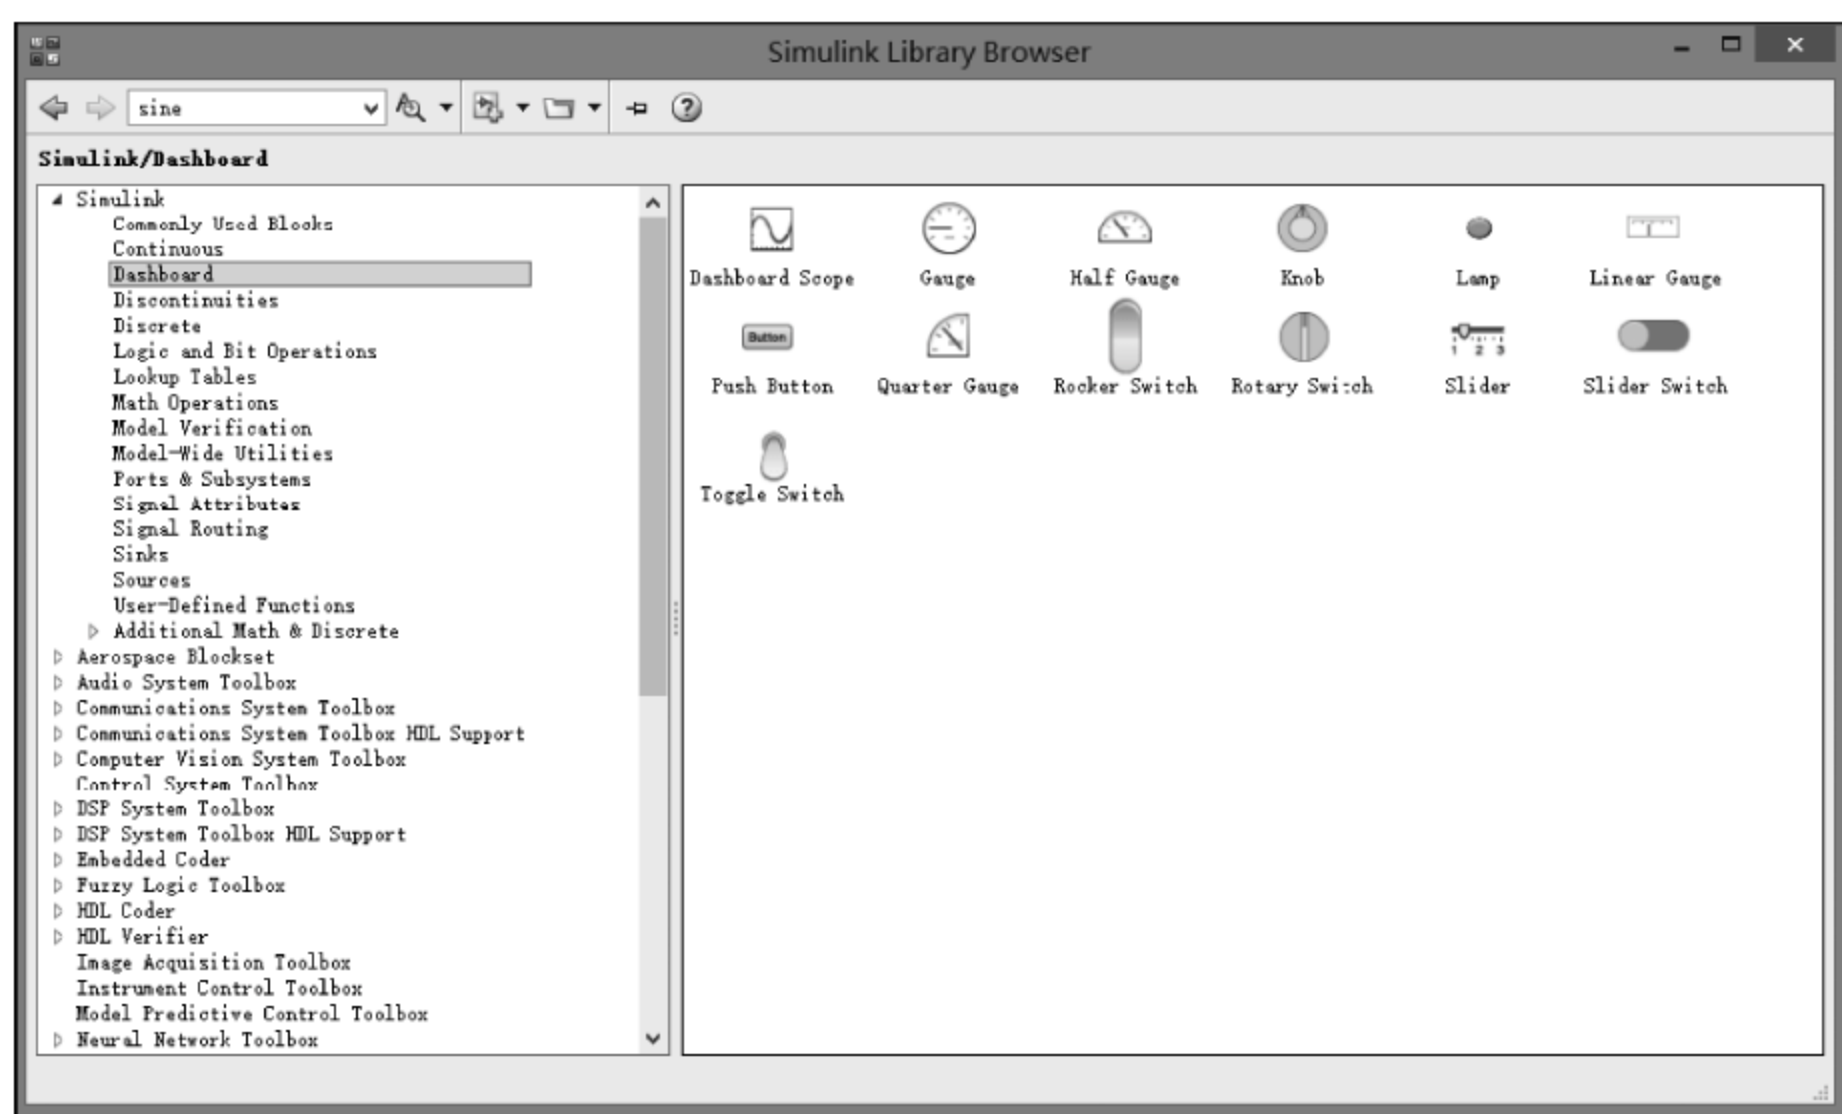 Simulink Library Browser
sine
Simulink/Dashboard
Simulink
Commonly Used Blocks
Continuous
Dashboard
Discontinuities
Discrete
Logic and Bit Operations
Lookup Tables
Math Operations
Model Verification
Model-Wide Utilities
Ports & Subsystems
Signal Attributes
Signal Routing
Sinks
Sources
User-Defined Functions
Additional Math & Discrete
Aerospace Blockset
Audio System Toolbox
Communications System Toolbox
Communications System Toolbox HDL Support
Computer Vision System Toolbox
Control System Toolbox
DSP System Toolbox
DSP System Toolbox HDL Support
Embedded Coder
Fuzzy Logic Toolbox
HDL Coder
HDL Verifier
Image Acquisition Toolbox
Instrument Control Toolbox
Model Predictive Control Toolbox
Neural Network Toolbox
Dashboard Scope Gauge Half Gauge Knob Lamp Linear Gauge
Button
1 2 3
Push Button Quarter Gauge Rocker Switch Rotary Switch Slider Slider Switch
Toggle Switch